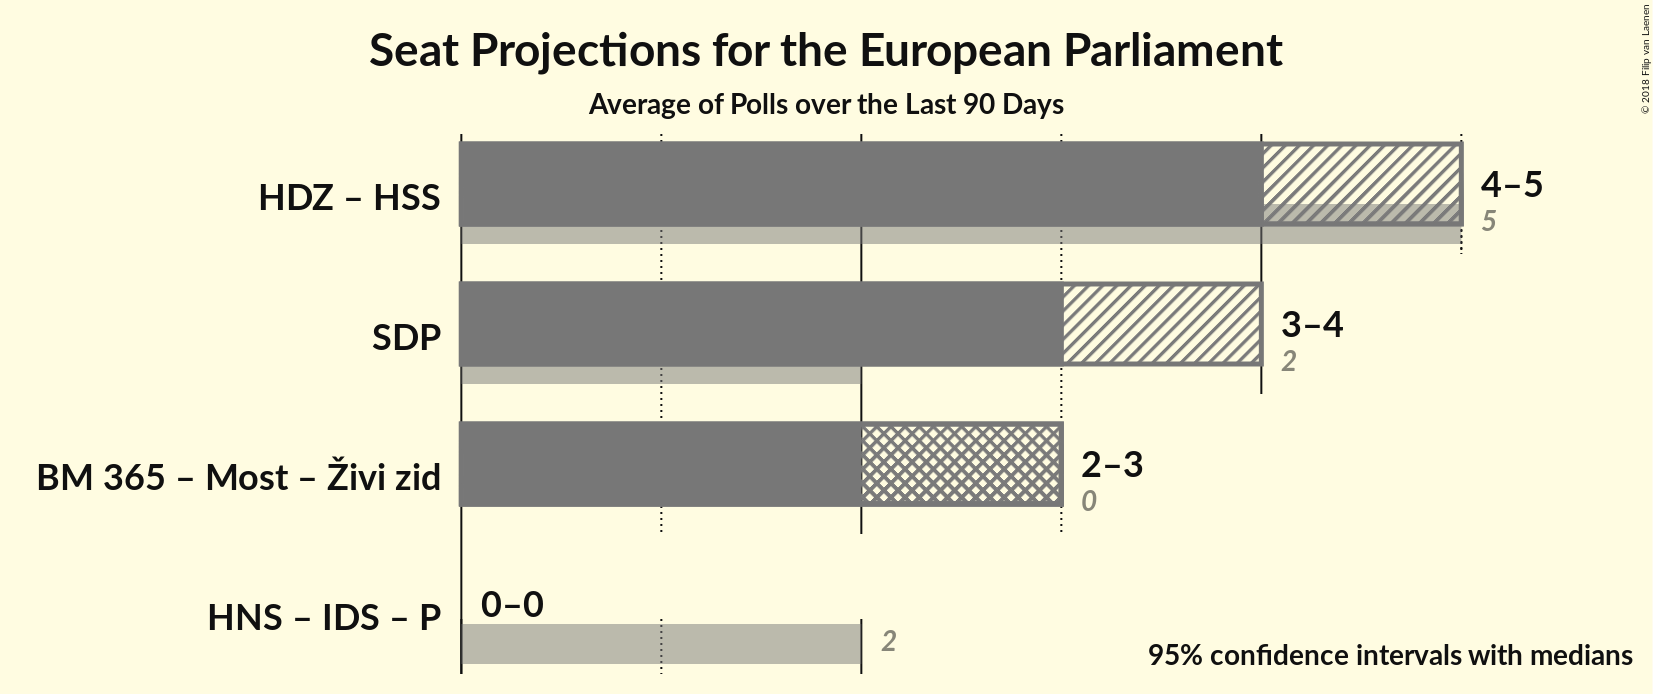 Seat Projections for the European Parliament
Average of Polls over the Last 90 Days
© 2018 Filip van Laenen
HDZ – HSS
4–5
5
SDP
3–4
2
BM 365 – Most – Živi zid
2–3
0
HNS – IDS – P
0–0
2
95% confidence intervals with medians